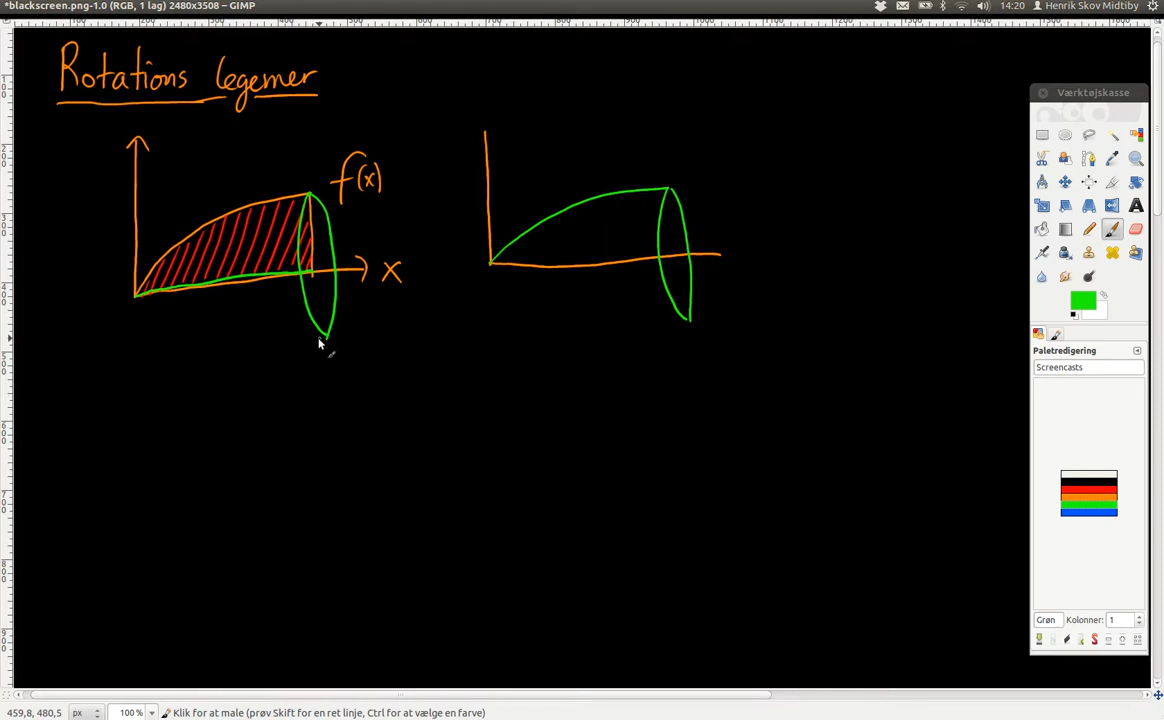 *blackscreen.png-1.0 (RGB, 1 lag) 2480x3508 – GIMP
14:20
Henrik Skov Midtiby
Rotations legemer
f(x)
x
Værktøjskasse
Paletredigering
Screencasts
Grøn
Kolonner:
1
459,8, 480,5
px
100%
Klik for at male (prøv Skift for en ret linje, Ctrl for at vælge en farve)